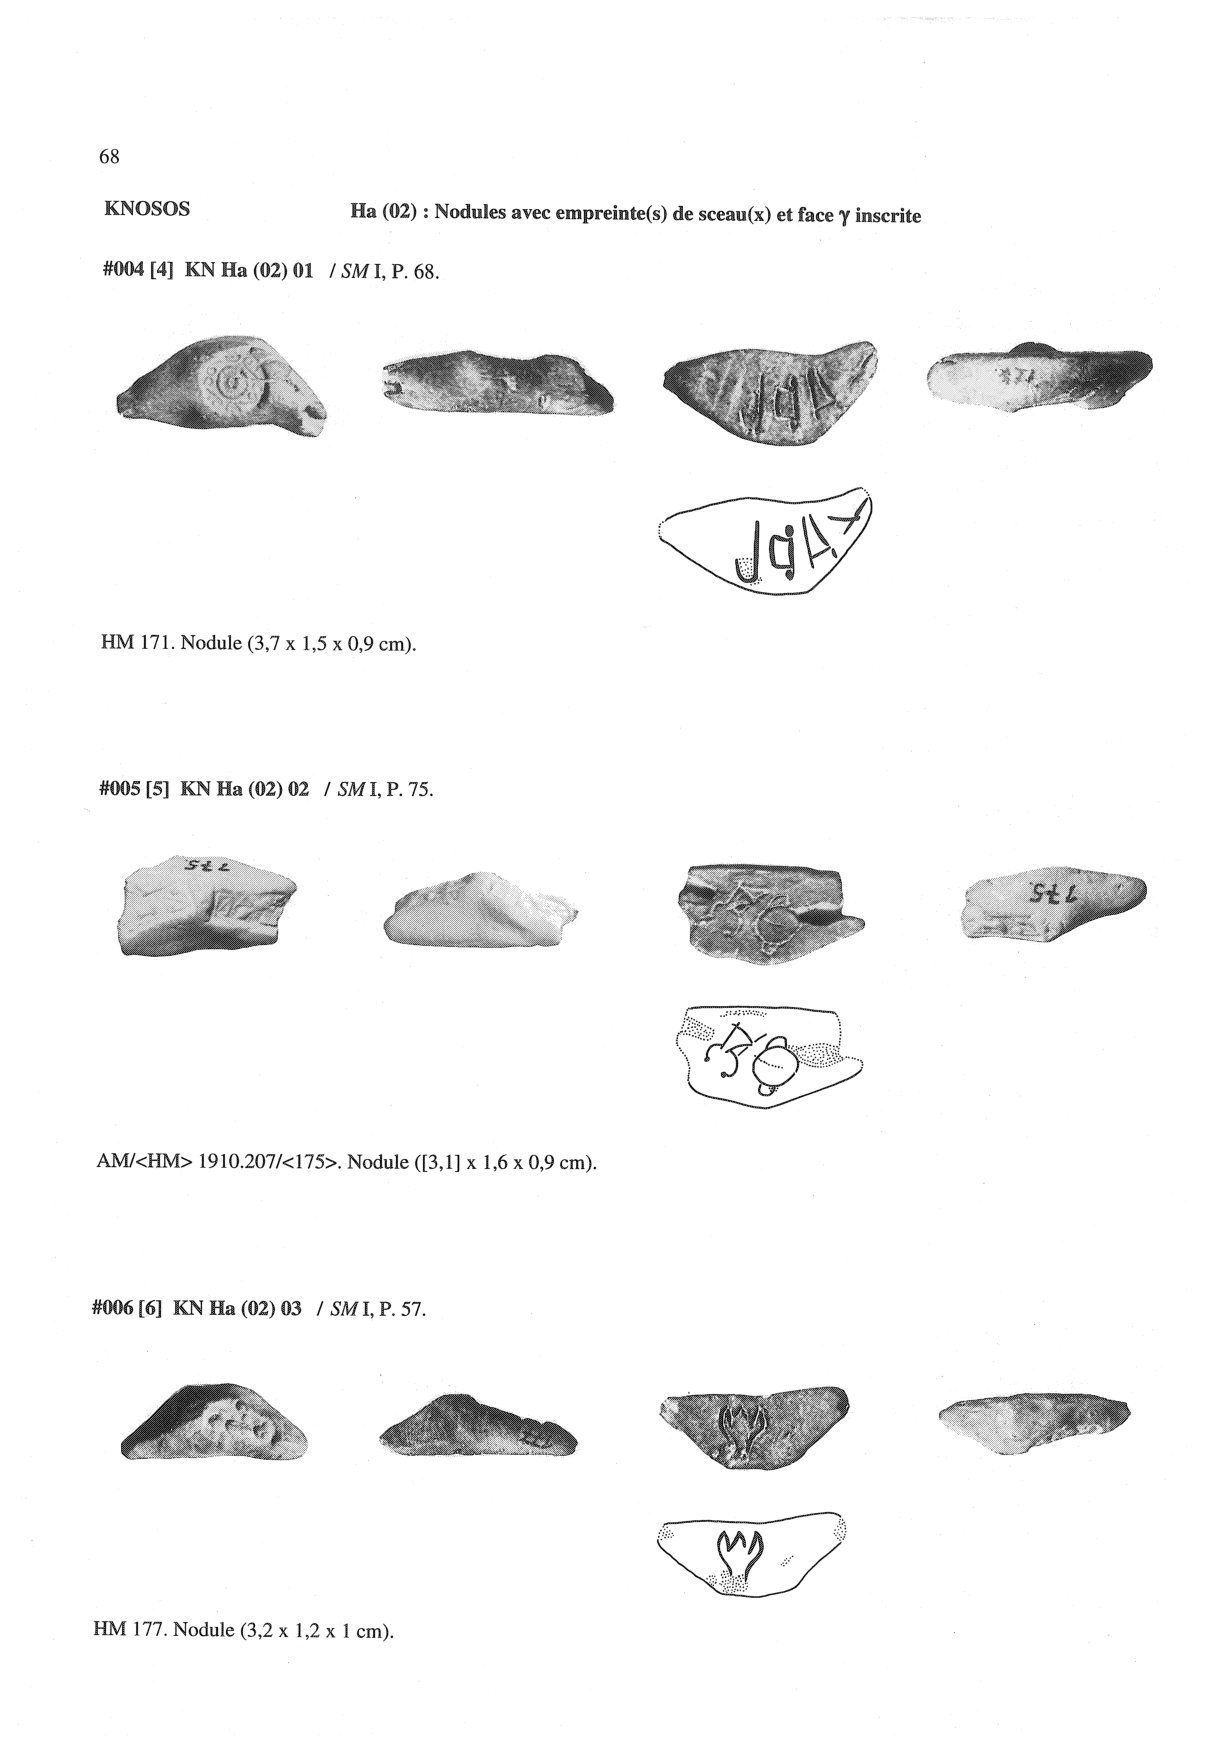 68
KNOSOS Ha (02) : Nodules avec empreinte(s) de sceau(x) et face γ inscrite
#004 [4] KN Ha (02) 01 / SM I, P. 68.
HM 171. Nodule (3,7 x 1,5 x 0,9 cm).
#005 [5] KN Ha (02) 02 / SM I, P. 75.
AM/<HM> 1910.207/<175>. Nodule ([3,1] x 1,6 x 0,9 cm).
#006 [6] KN Ha (02) 03 / SM I, P. 57.
HM 177. Nodule (3,2 x 1,2 x 1 cm).